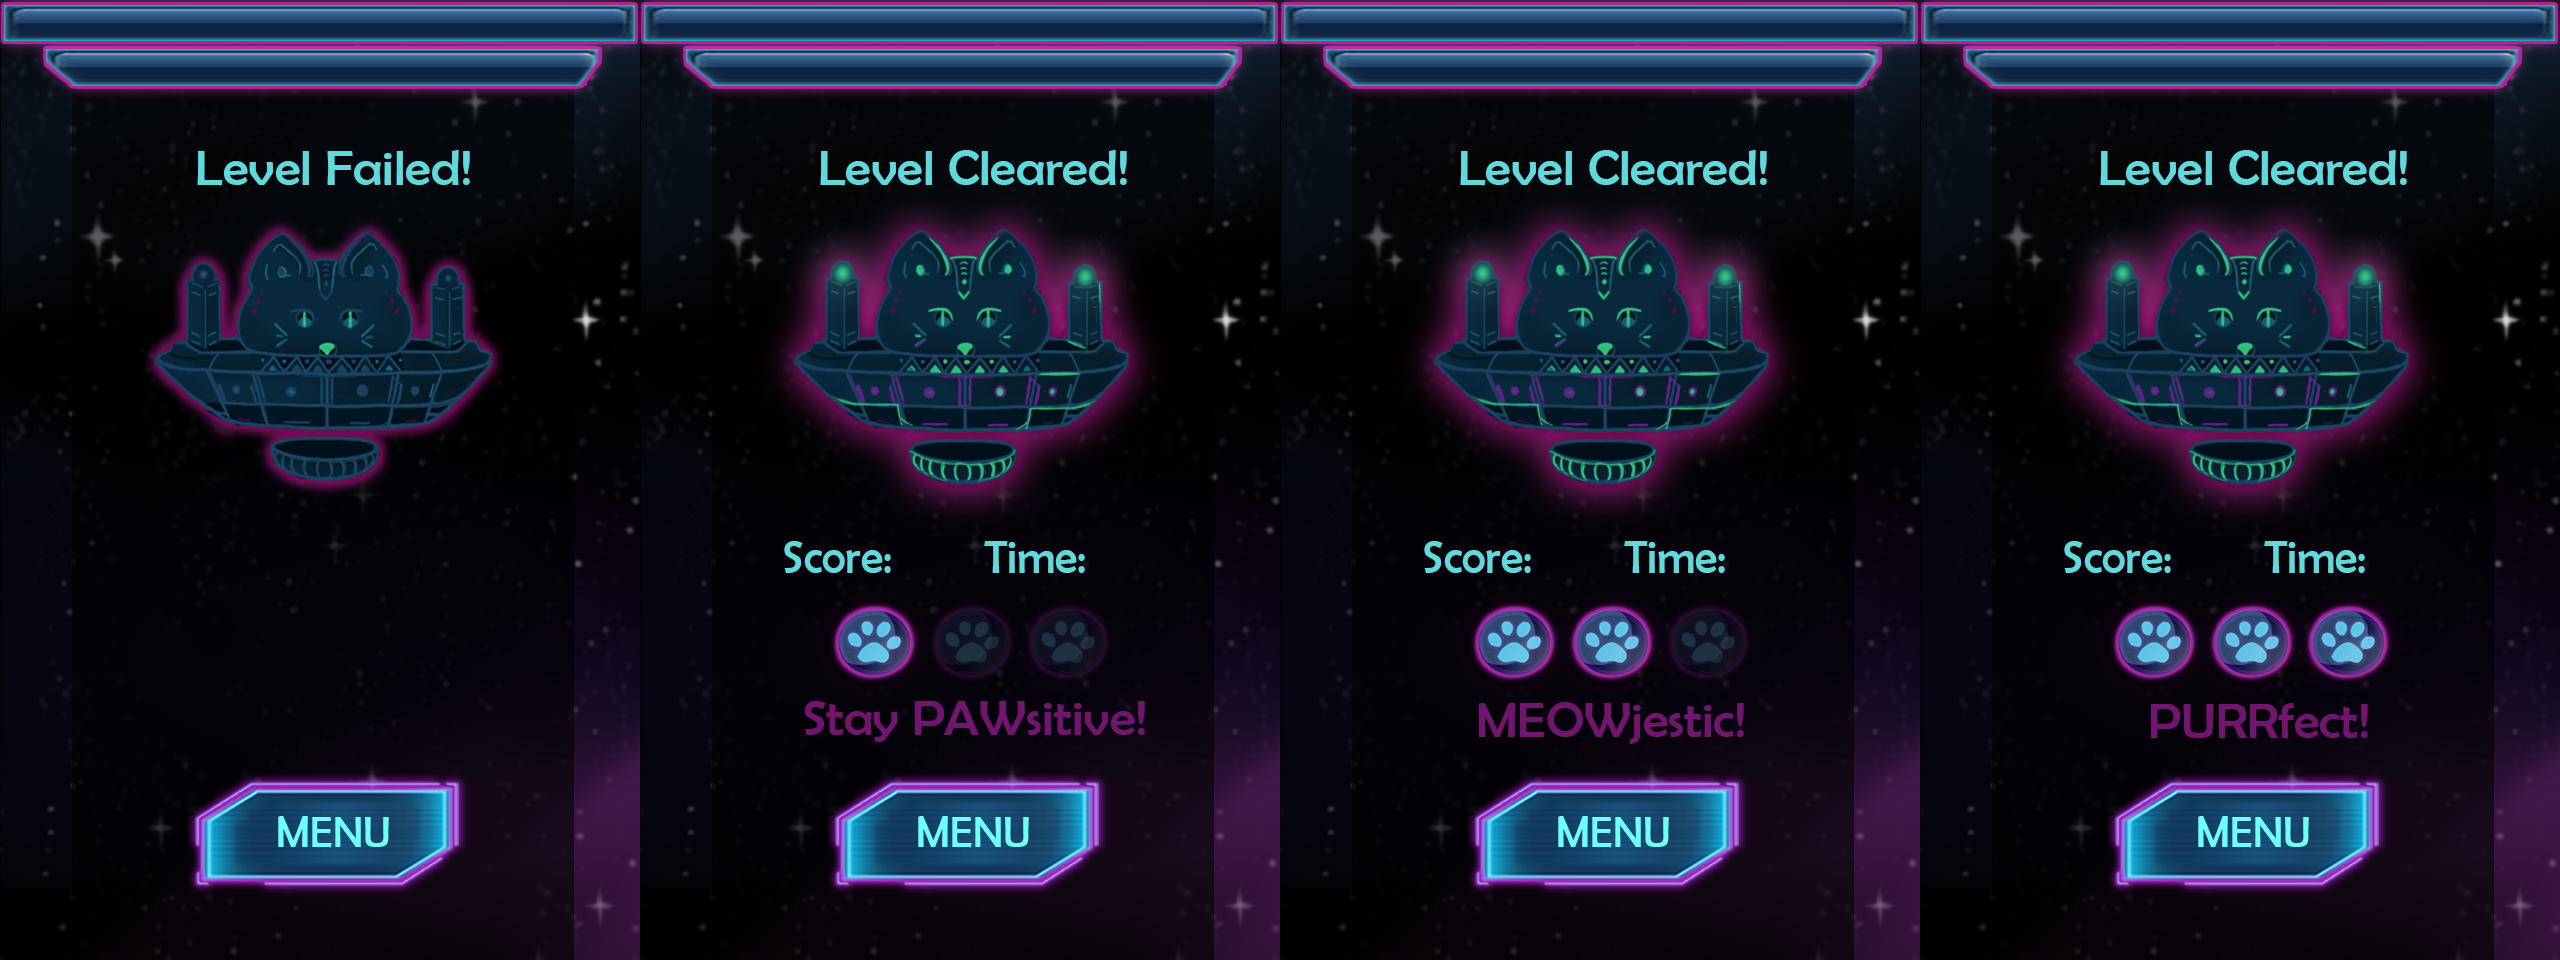 Level Failed!
MENU
Level Cleared!
Score: Time:
Stay PAWsitive!
MENU
Level Cleared!
Score: Time:
MEOWjestic!
MENU
Level Cleared!
Score: Time:
PURRfect!
MENU